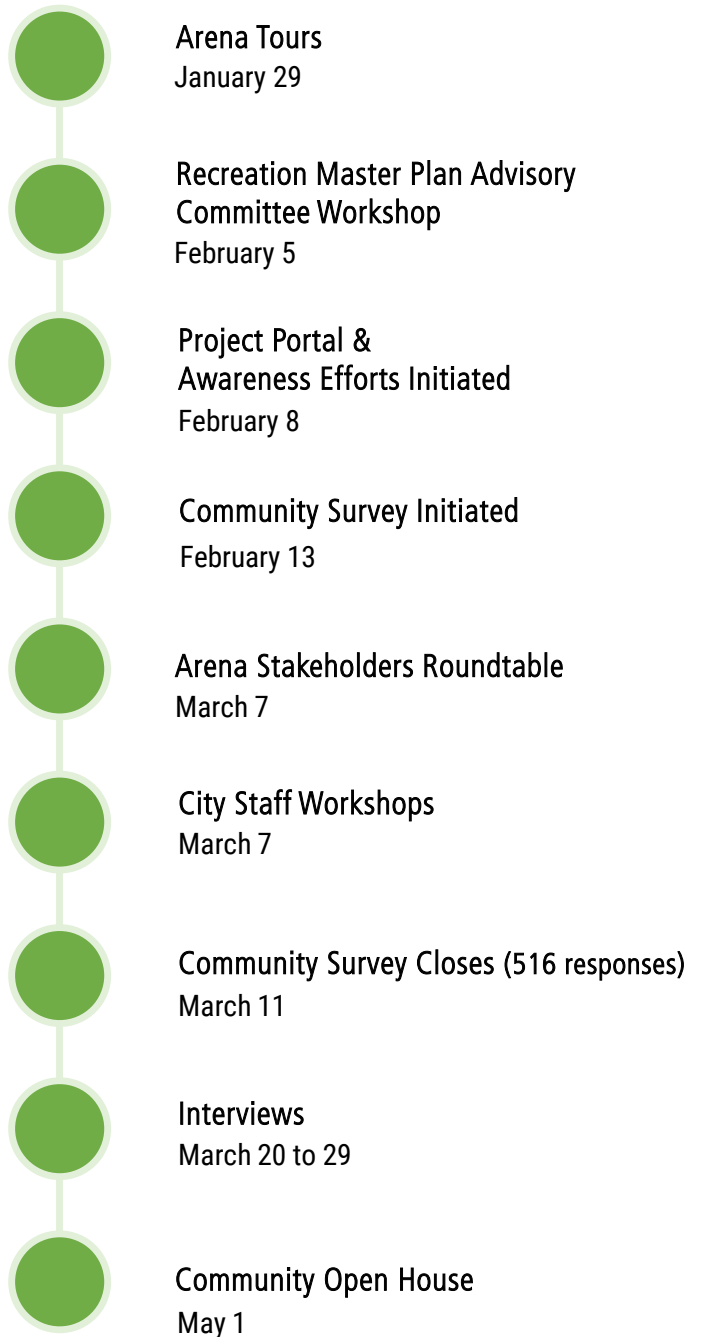 Arena Tours
January 29
Recreation Master Plan Advisory
Committee Workshop
February 5
Project Portal &
Awareness Efforts Initiated
February 8
Community Survey Initiated
February 13
Arena Stakeholders Roundtable
March 7
City Staff Workshops
March 7
Community Survey Closes (516 responses)
March 11
Interviews
March 20 to 29
Community Open House
May 1